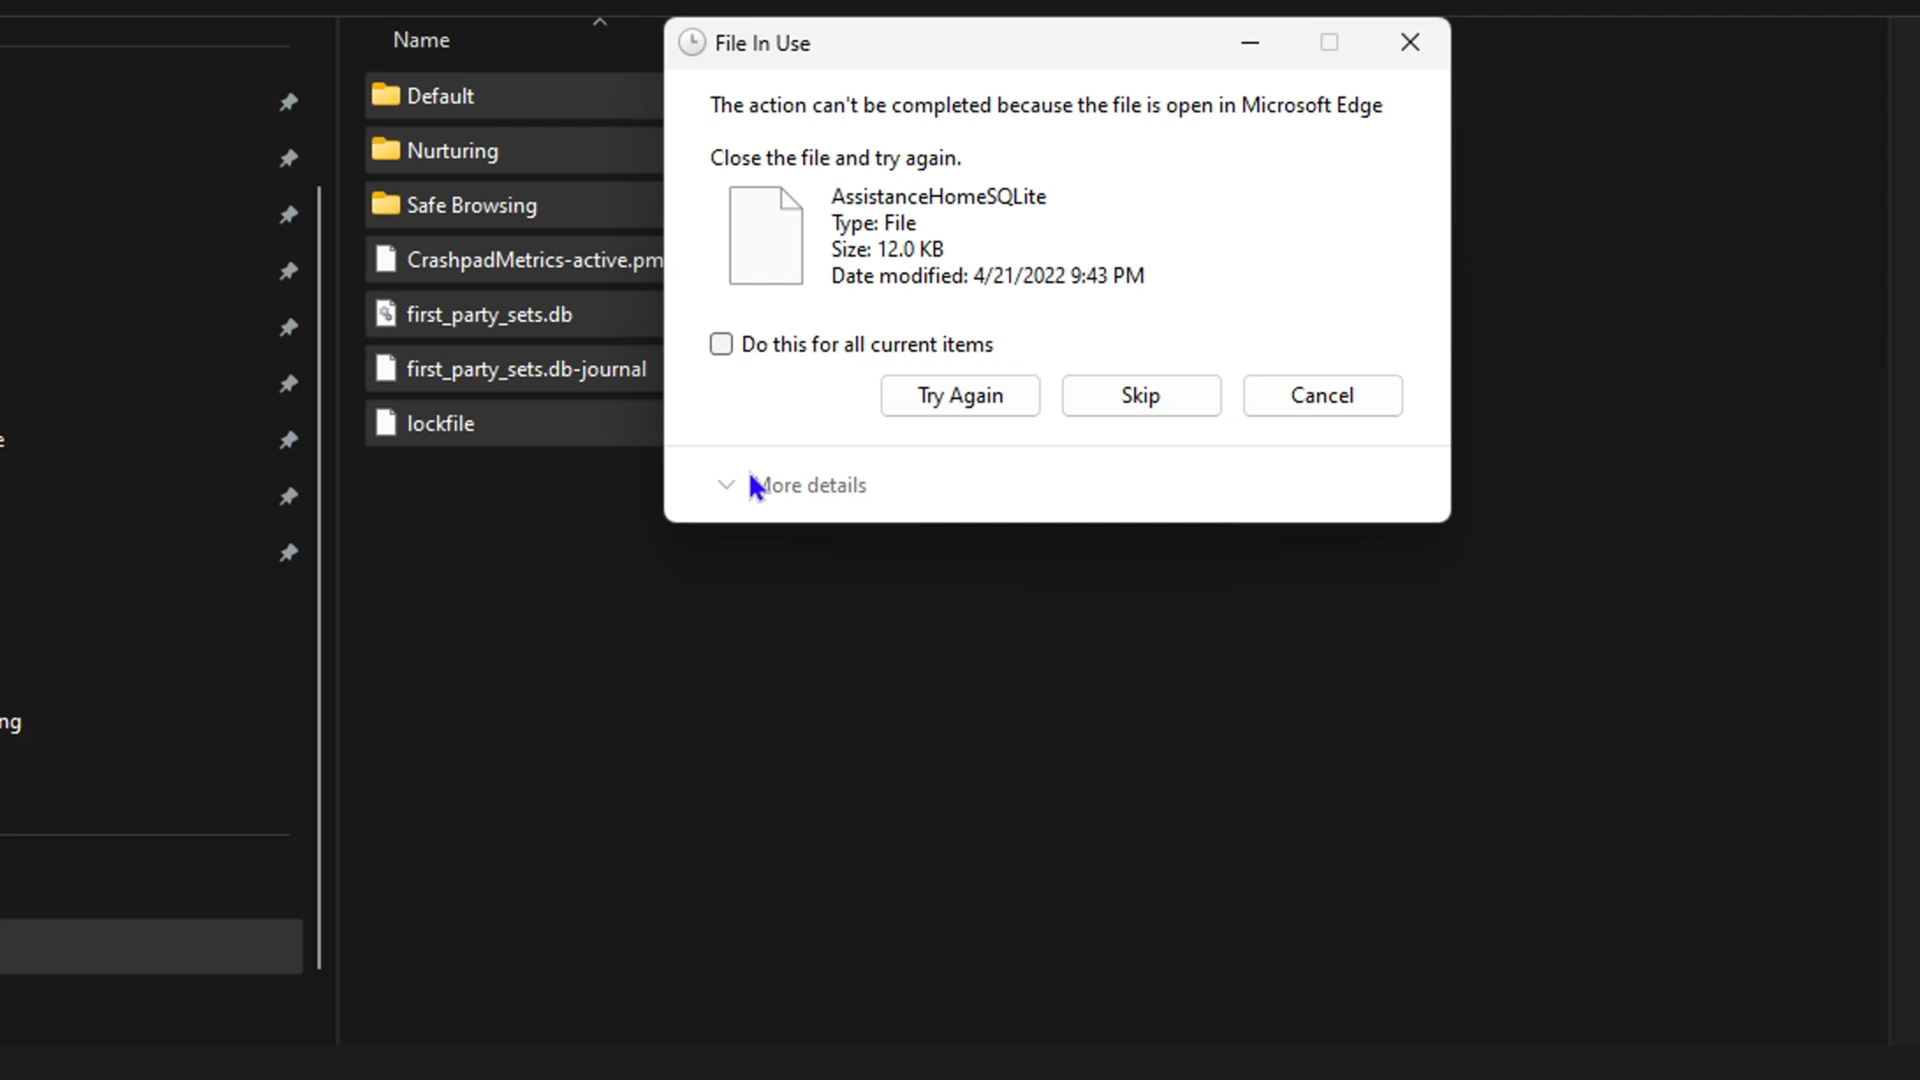 Name
Default
Nurturing
Safe Browsing
CrashpadMetrics-active.pm
first_party_sets.db
first_party_sets.db-journal
lockfile
e
ng
File In Use
The action can't be completed because the file is open in Microsoft Edge
Close the file and try again.
AssistanceHomeSQLite
Type: File
Size: 12.0 KB
Date modified: 4/21/2022 9:43 PM
Do this for all current items
Try Again
Skip
Cancel
More details